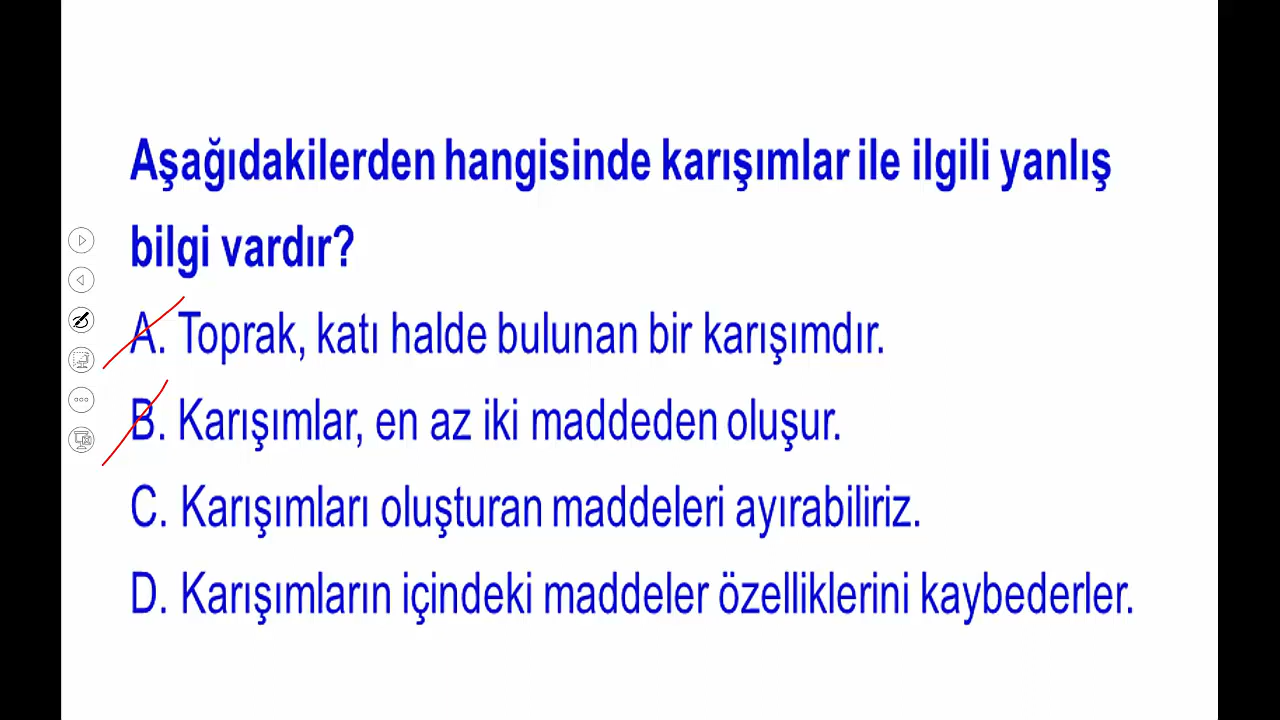 Aşağıdakilerden hangisinde karışımlar ile ilgili yanlış
bilgi vardır?
A. Toprak, katı halde bulunan bir karışımdır.
B. Karışımlar, en az iki maddeden oluşur.
C. Karışımları oluşturan maddeleri ayırabiliriz.
D. Karışımların içindeki maddeler özelliklerini kaybederler.